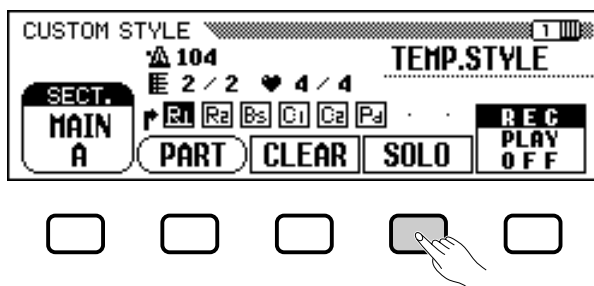 CUSTOM STYLE 1
104 TEMP.STYLE
2/2 4/4
SECT.
MAIN
A
R1 R2 Bs C1 C2 Pd · ·
PART CLEAR SOLO
REC
PLAY
OFF